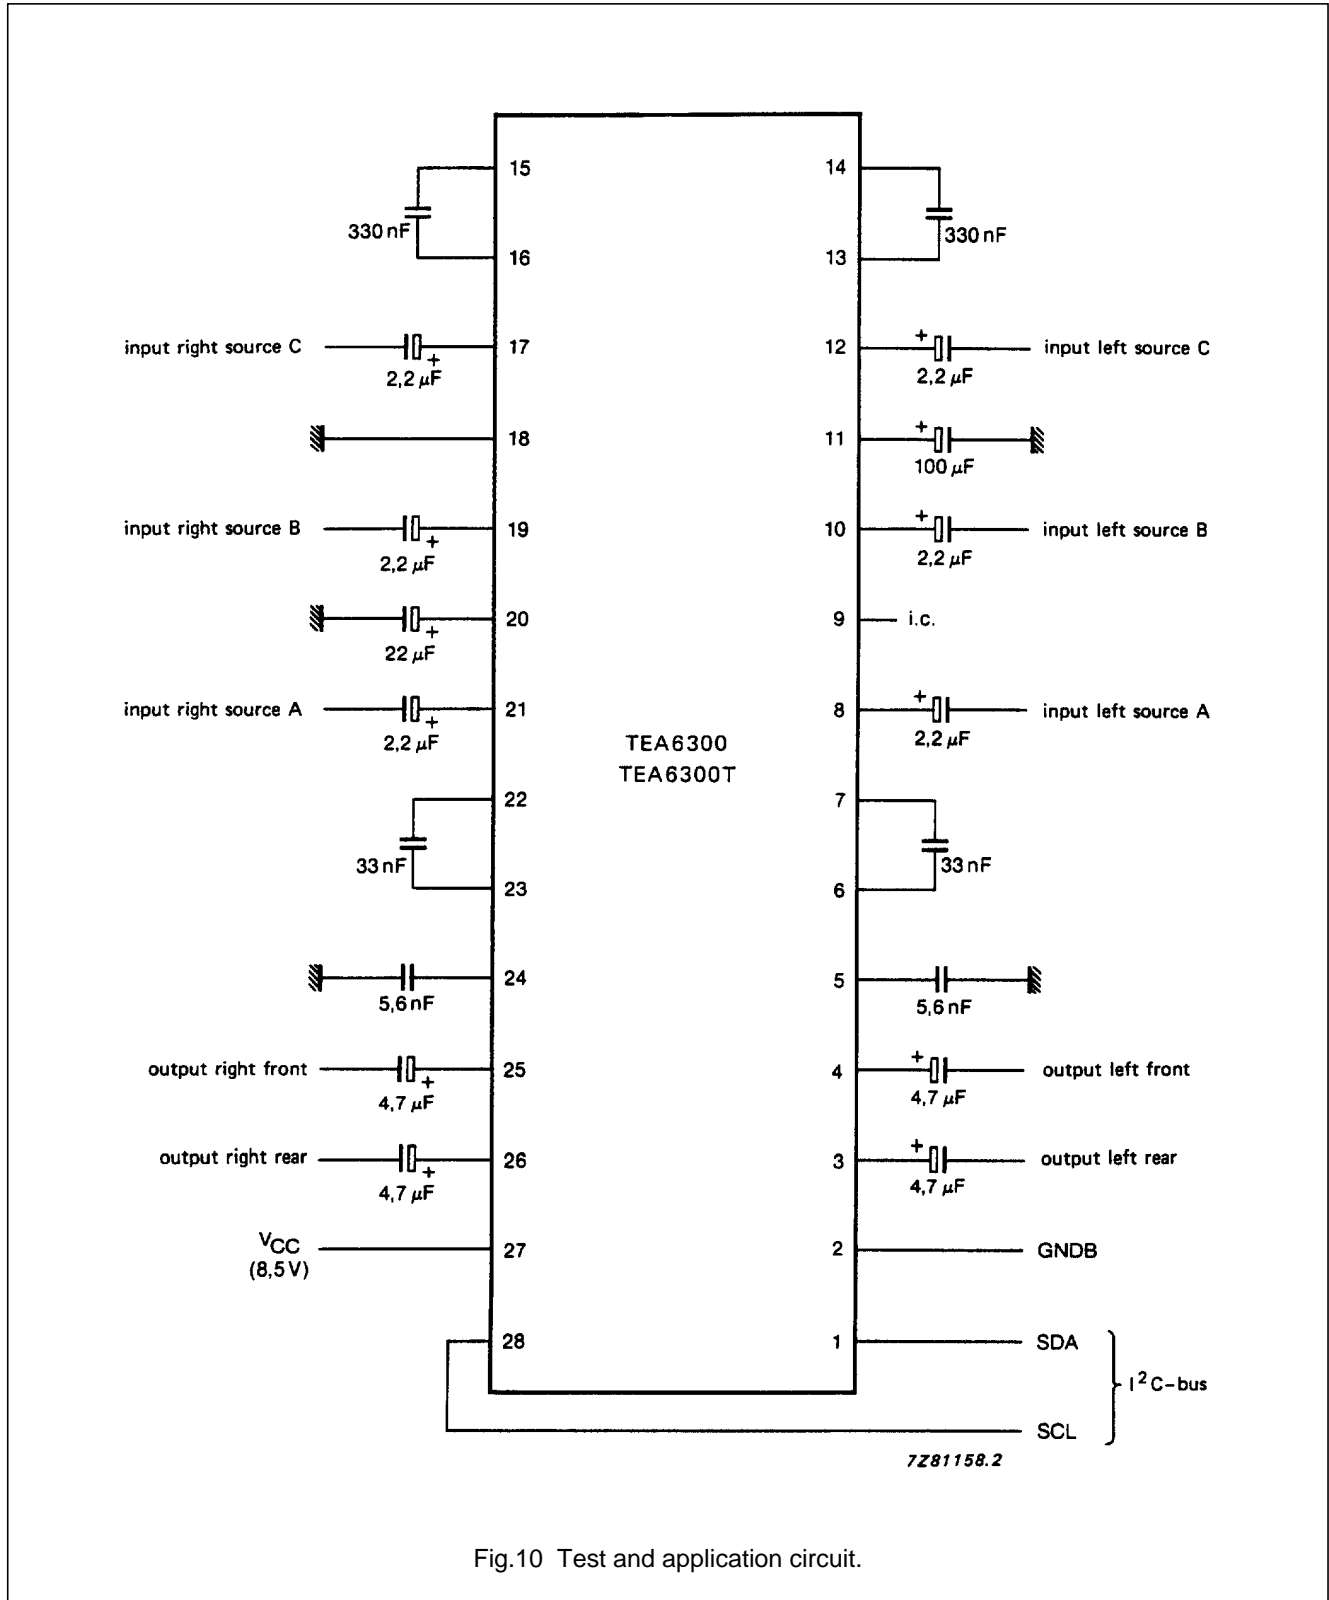 15
14
330 nF
330 nF
16
13
input right source C
17
12
+
input left source C
+
2,2 µF
2,2 µF
18
11
+
100 µF
input right source B
19
10
+
input left source B
+
2,2 µF
2,2 µF
20
9
i.c.
+
22 µF
input right source A
21
8
+
input left source A
+
2,2 µF
2,2 µF
TEA6300
TEA6300T
22
7
33 nF
33 nF
23
6
24
5
5,6 nF
5,6 nF
output right front
25
4
+
output left front
+
4,7 µF
4,7 µF
output right rear
26
3
+
output left rear
+
4,7 µF
4,7 µF
VCC
(8,5 V)
27
2
GNDB
28
1
SDA
I²C-bus
SCL
7Z81158.2
Fig.10 Test and application circuit.